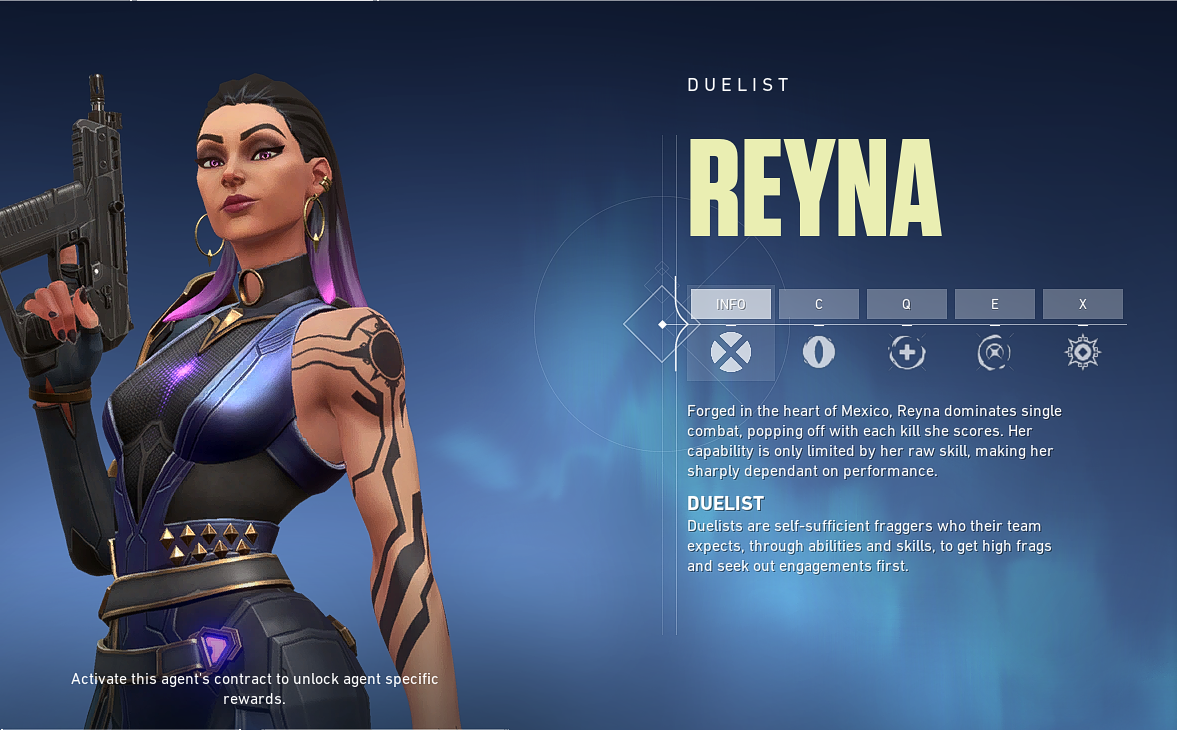 DUELIST
REYNA
INFO C Q E X
Forged in the heart of Mexico, Reyna dominates single
combat, popping off with each kill she scores. Her
capability is only limited by her raw skill, making her
sharply dependant on performance.
DUELIST
Duelists are self-sufficient fraggers who their team
expects, through abilities and skills, to get high frags
and seek out engagements first.
Activate this agent's contract to unlock agent specific
rewards.